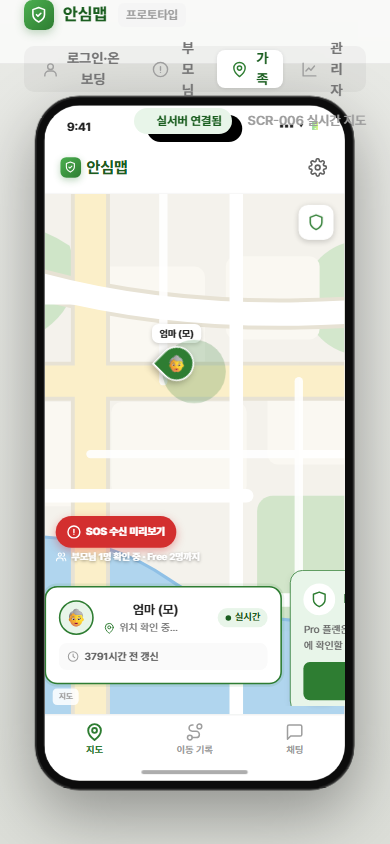 안심맵 프로토타입
로그인·온
보딩
부
모
님
가
족
관
리
자
9:41
실서버 연결됨
SCR-006 실시간 지도
안심맵
엄마 (모)
SOS 수신 미리보기
부모님 1명 확인 중 · Free 2명까지
엄마 (모)
위치 확인 중...
실시간
3791시간 전 갱신
Pro 플랜은
에 확인할
지도
지도
이동 기록
채팅